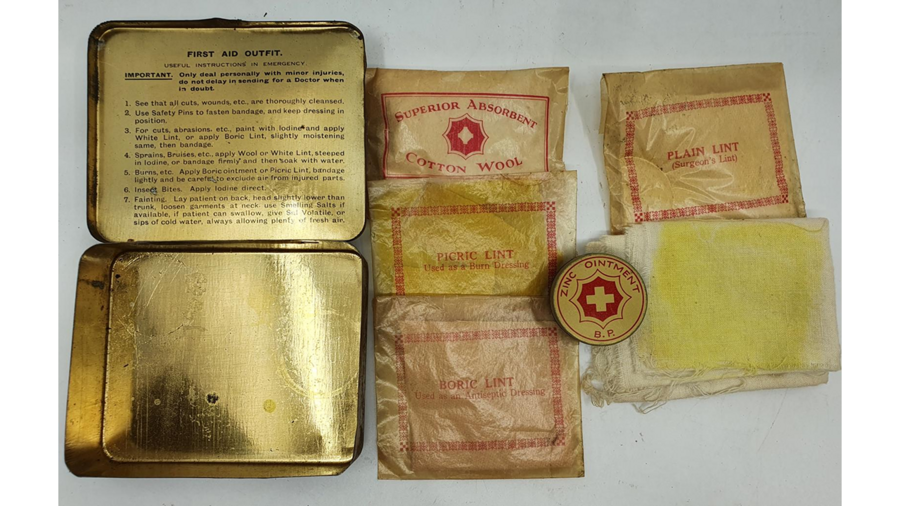 FIRST AID OUTFIT.
USEFUL INSTRUCTIONS IN EMERGENCY.
IMPORTANT. Only deal personally with minor injuries,
do not delay in sending for a Doctor when
in doubt.
1. See that all cuts, wounds, etc., are thoroughly cleansed.
2. Use Safety Pins to fasten bandage, and keep dressing in
position.
3. For cuts, abrasions, etc., paint with Iodine and apply
White Lint, or apply Boric Lint, slightly moistening
same, then bandage.
4. Sprains, Bruises, etc., apply Wool or White Lint, steeped
in Iodine, or bandage firmly and then soak with water.
5. Burns, etc. Apply Boric ointment or Picric Lint, bandage
lightly and be careful to exclude air from injured parts.
6. Insect Bites. Apply Iodine direct.
7. Fainting. Lay patient on back, head slightly lower than
trunk, loosen garments at neck, use Smelling Salts if
available, if patient can swallow, give Sal Volatile, or
sips of cold water, always allowing plenty of fresh air.
SUPERIOR ABSORBENT
COTTON WOOL
PICRIC LINT
Used as a Burn Dressing
BORIC LINT
Used as an Antiseptic Dressing
ZINC OINTMENT
B.P.
PLAIN LINT
(Surgeon's Lint)